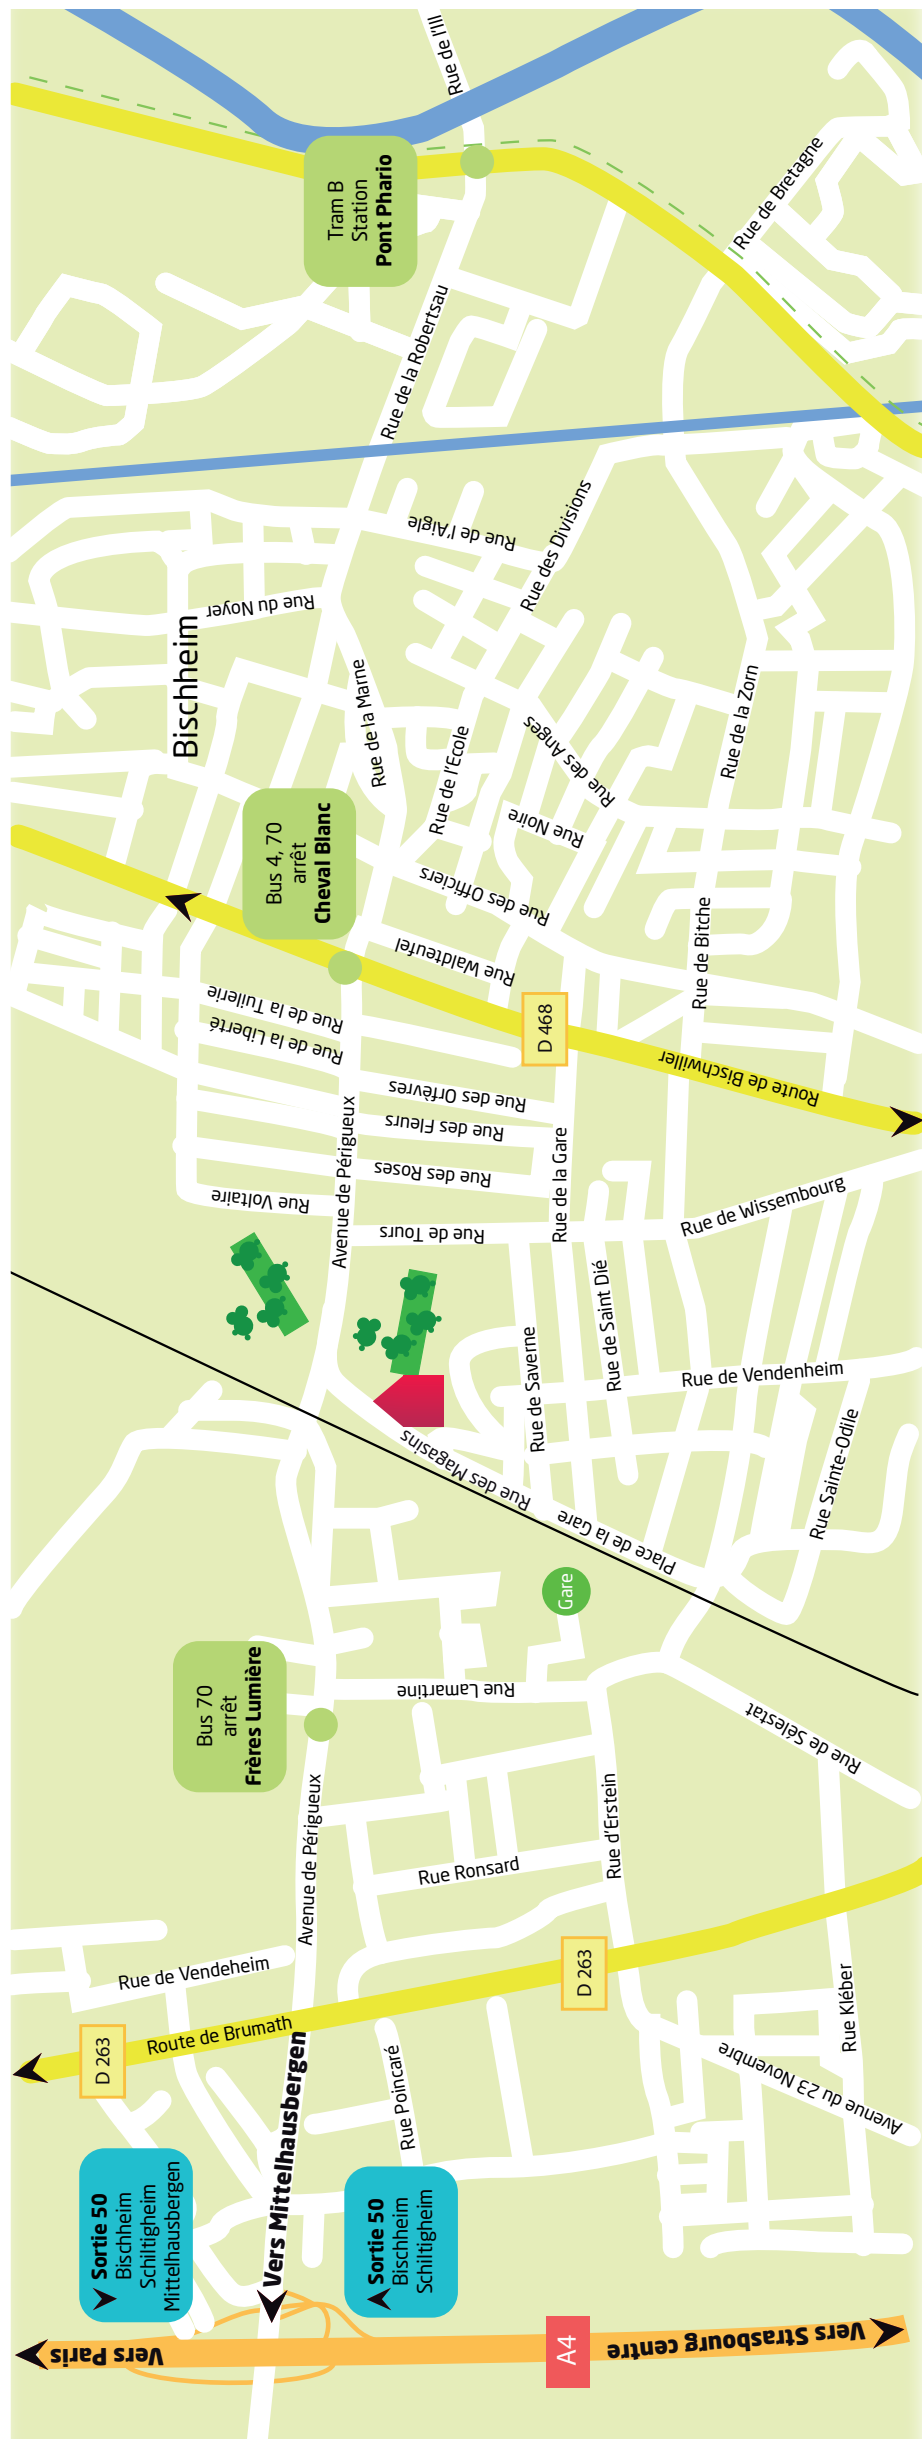 Rue de l'Ill
Tram B
Station
Pont Phario
Rue de Bretagne
Rue de la Robertsau
Rue de l'Aigle
Rue des Divisions
Rue du Noyer
Bischheim
Rue de la Marne
Rue de l'Ecole
Rue des Anges
Rue de la Zorn
Bus 4, 70
arrêt
Cheval Blanc
Rue Noire
Rue des Officiers
Rue Waldteufel
Rue de Bitche
Rue de la Tuilerie
Rue de la Liberté
D 468
Route de Bischwiller
Rue des Orfèvres
Rue des Fleurs
Rue des Roses
Avenue de Périgueux
Rue Voltaire
Rue de Tours
Rue de la Gare
Rue de Wissembourg
Rue de Saint Dié
Rue de Saverne
Rue de Vendenheim
Rue Sainte-Odile
Rue des Magasins
Place de la Gare
Gare
Bus 70
arrêt
Frères Lumière
Rue Lamartine
Rue de Sélestat
Avenue de Périgueux
Rue d'Erstein
Rue Ronsard
Rue de Vendeheim
D 263
Route de Brumath
D 263
Vers Mittelhausbergen
Rue Poincaré
Rue Kléber
Avenue du 23 Novembre
Sortie 50
Bischheim
Schiltigheim
Mittelhausbergen
Sortie 50
Bischheim
Schiltigheim
Vers Paris
A4
Vers Strasbourg centre